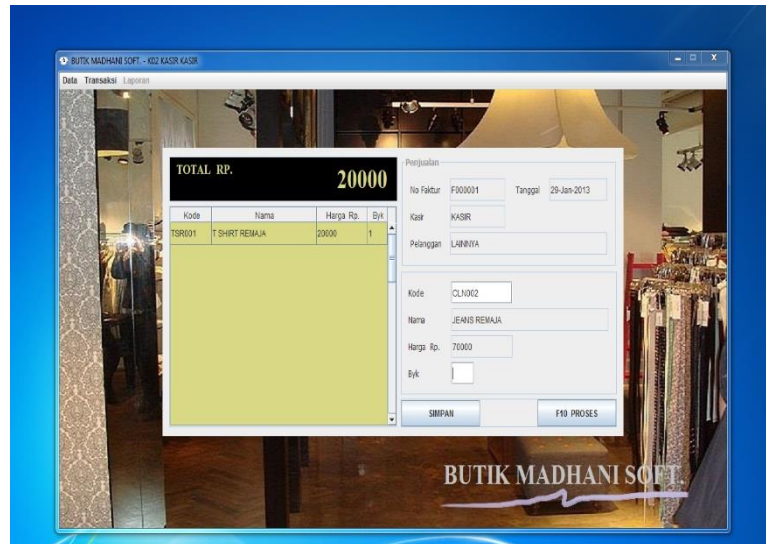 BUTIK MADHANI SOFT. - K02 KASIR KASIR
Data Transaksi Laporan
TOTAL RP.
20000
Kode Nama Harga Rp. Byk
TSR001 T SHIRT REMAJA 20000 1
Penjualan
No Faktur F000001 Tanggal 29-Jan-2013
Kasir KASIR
Pelanggan LAINNYA
Kode CLN002
Nama JEANS REMAJA
Harga Rp. 70000
Byk
SIMPAN F10 PROSES
BUTIK MADHANI SOFT.